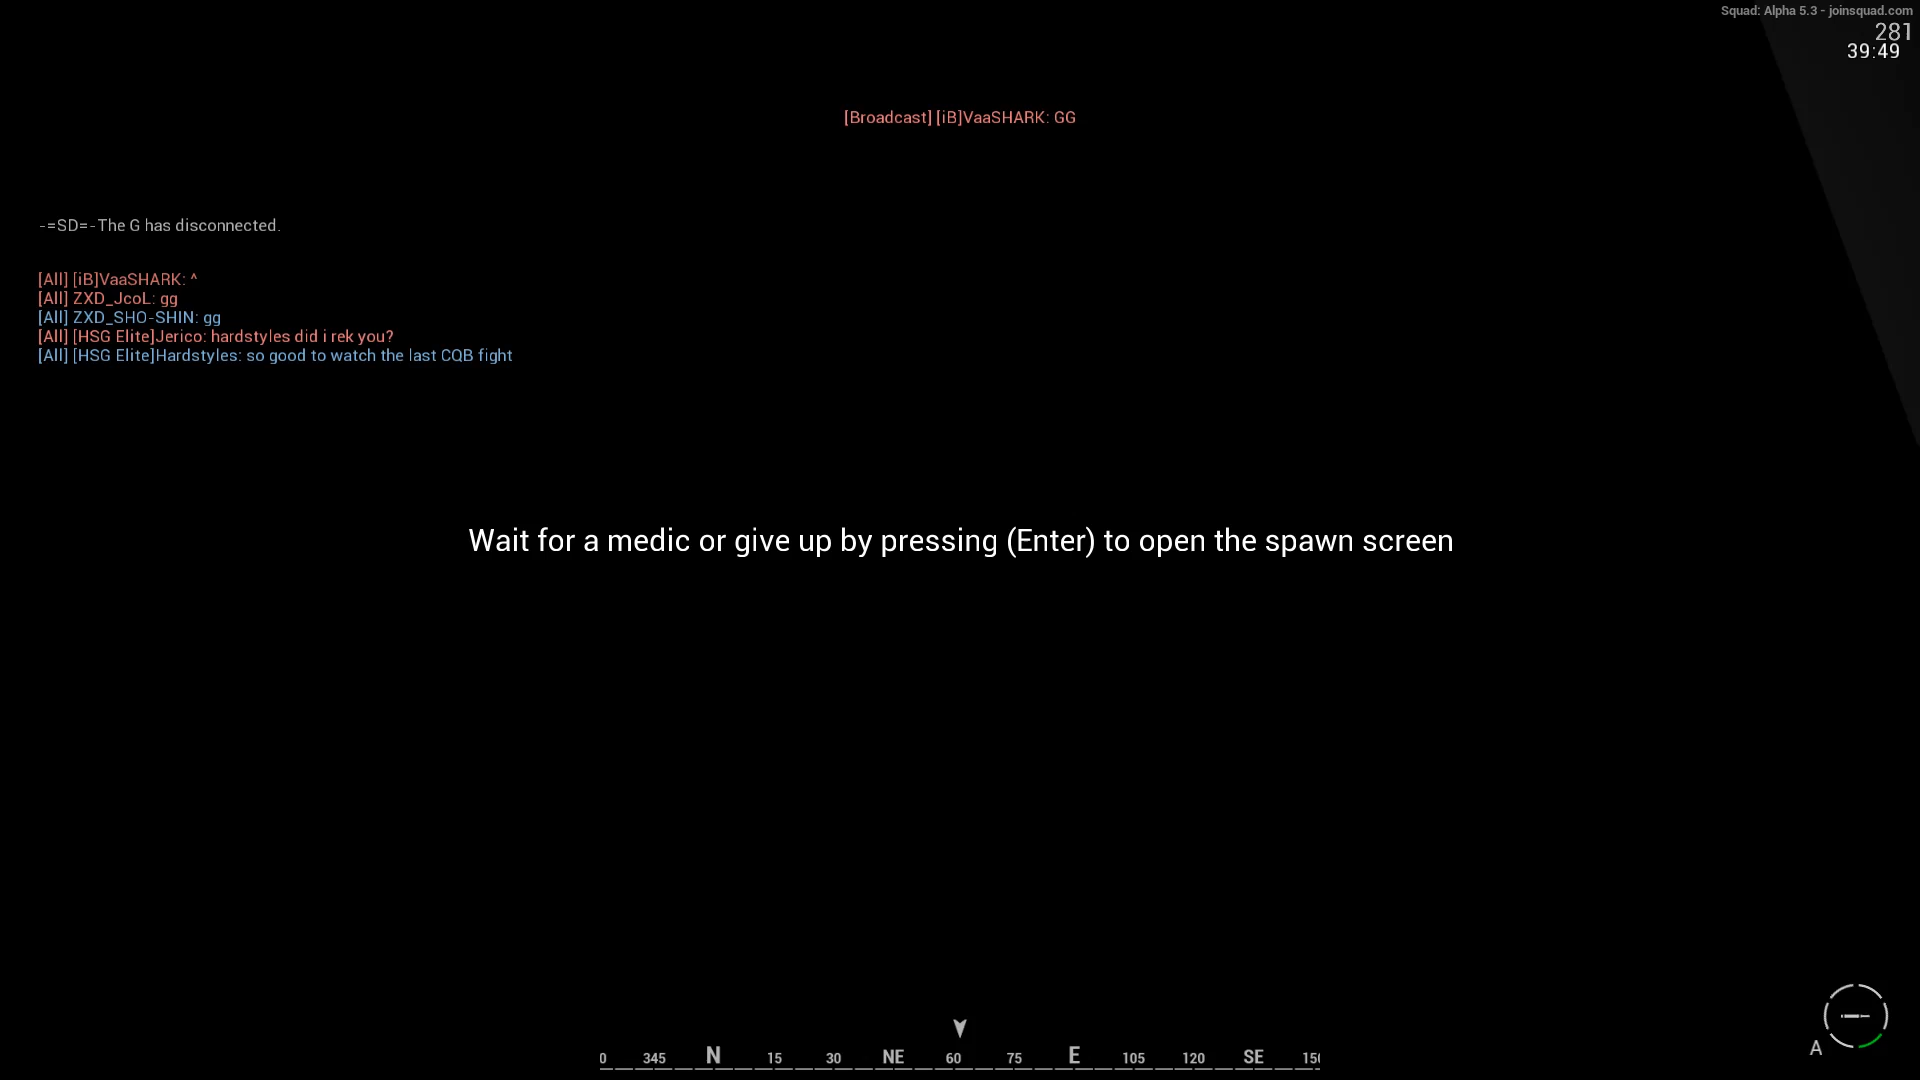 Squad: Alpha 5.3 - joinsquad.com
281
39:49
[Broadcast] [iB]VaaSHARK: GG
-=SD=-The G has disconnected.
[All] [iB]VaaSHARK: ^
[All] ZXD_JcoL: gg
[All] ZXD_SHO-SHIN: gg
[All] [HSG Elite]Jerico: hardstyles did i rek you?
[All] [HSG Elite]Hardstyles: so good to watch the last CQB fight
Wait for a medic or give up by pressing (Enter) to open the spawn screen
A
0 345 N 15 30 NE 60 75 E 105 120 SE 150